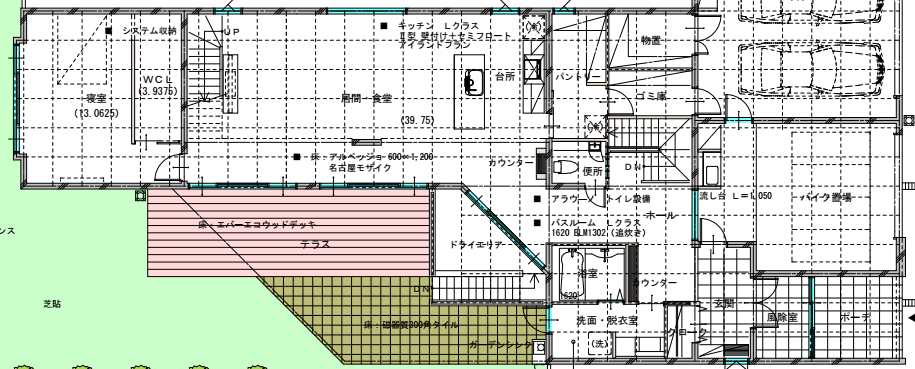 ■ システム収納
UP
WCL
(3.9375)
寝室
(13.0625)
■ キッチン Lクラス
Ⅱ型 壁付け+セミフロート
アイランドプラン
(*)
台所
居間・食堂
(39.75)
パントリー
物置
ゴミ庫
(*)
■ 床:アルベッジョ 600×1,200
名古屋モザイク
カウンター
便所
DN
■ アラウーノ トイレ設備
ホール
流し台 L=1,050
バイク置場
■ バスルーム Lクラス
1620 BLM1302(追炊き)
床:エバーエコウッドデッキ
テラス
ドライエリア
DN
浴室
1620
カウンター
芝貼
床:磁器質300角タイル
ガーデンシンク
洗面・脱衣室
(洗)
クローク
玄関
風除室
ポーチ
ンス